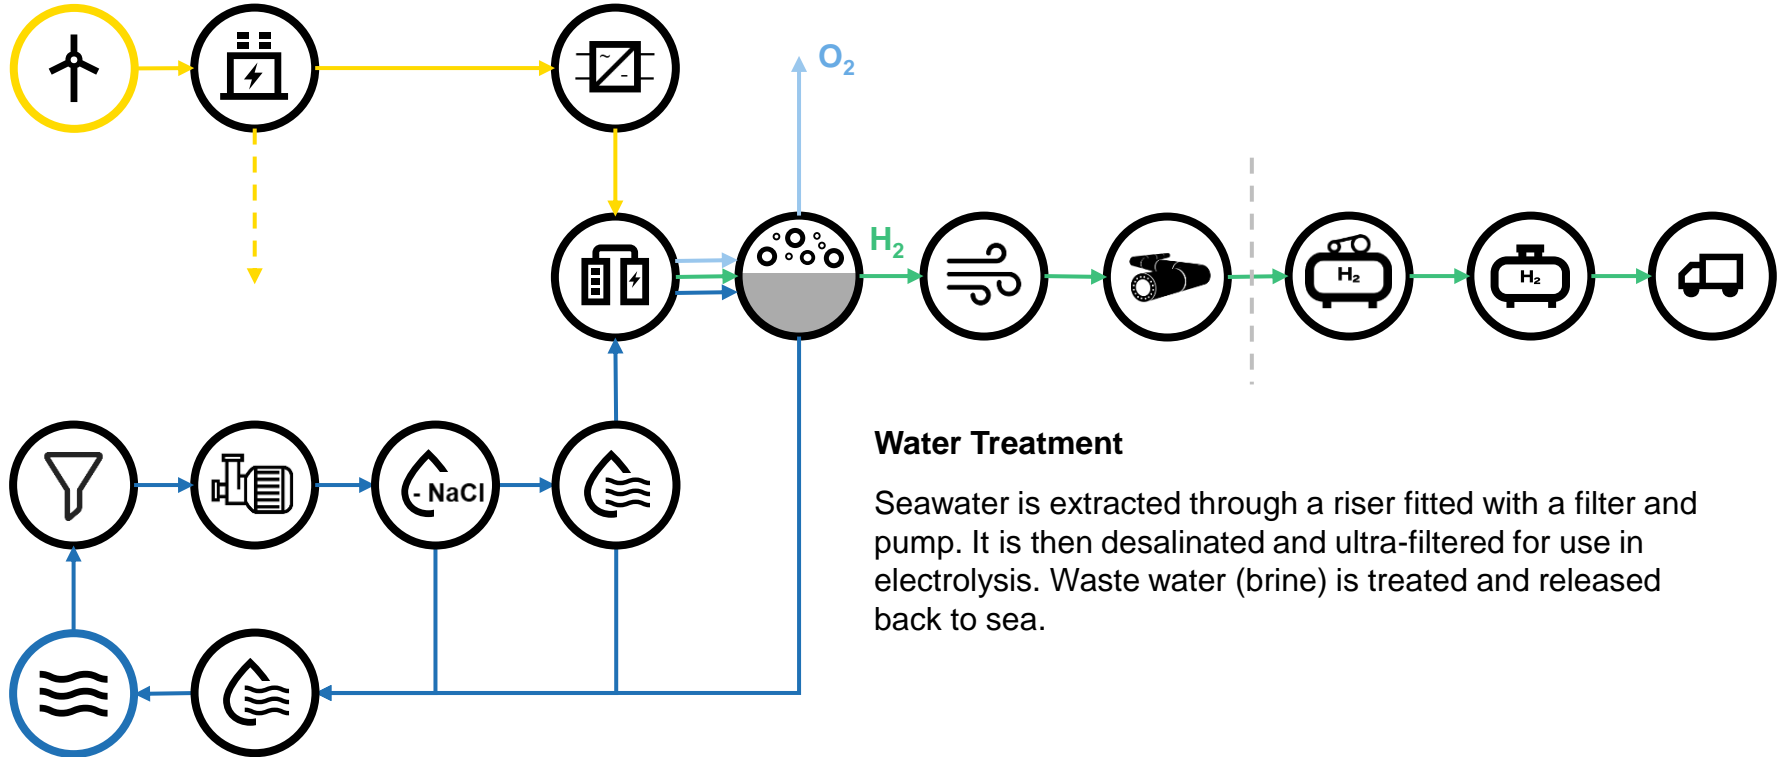 O₂
H₂
H₂
H₂
- NaCl
Water Treatment
Seawater is extracted through a riser fitted with a filter and
pump. It is then desalinated and ultra-filtered for use in
electrolysis. Waste water (brine) is treated and released
back to sea.